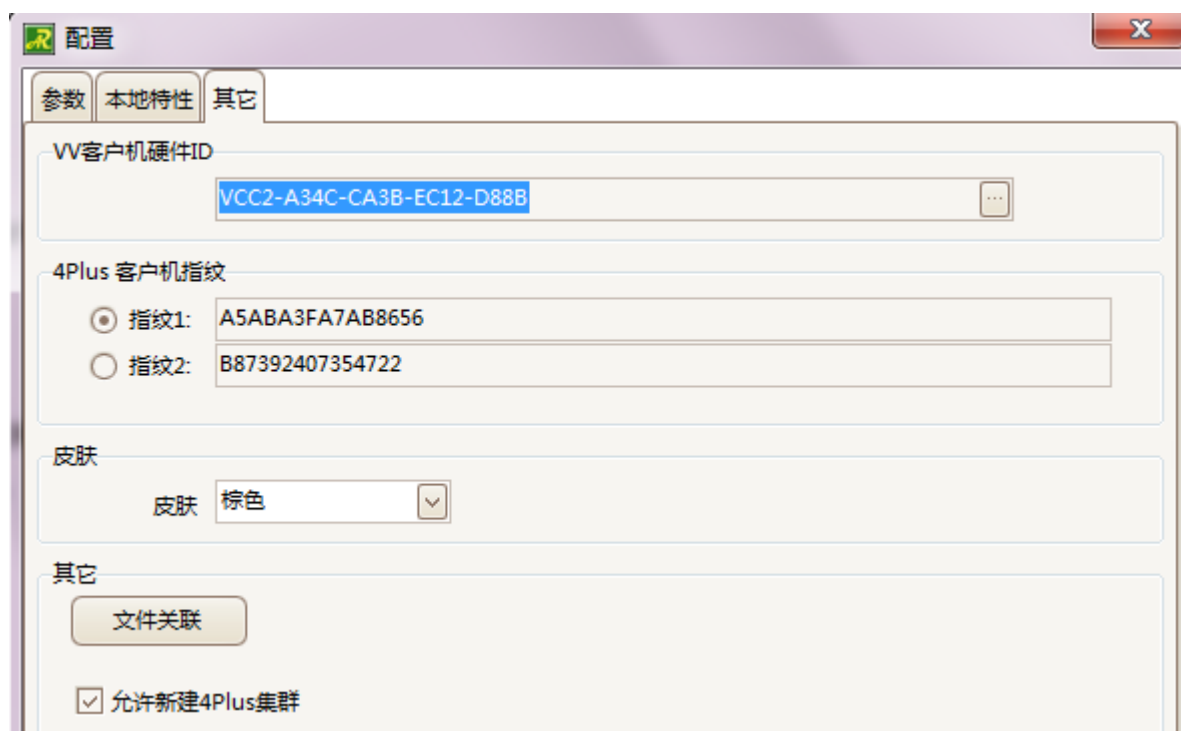 配置
参数 本地特性 其它
VV客户机硬件ID
VCC2-A34C-CA3B-EC12-D88B
...
4Plus 客户机指纹
指纹1: A5ABA3FA7AB8656
指纹2: B87392407354722
皮肤
皮肤 棕色
其它
文件关联
允许新建4Plus集群